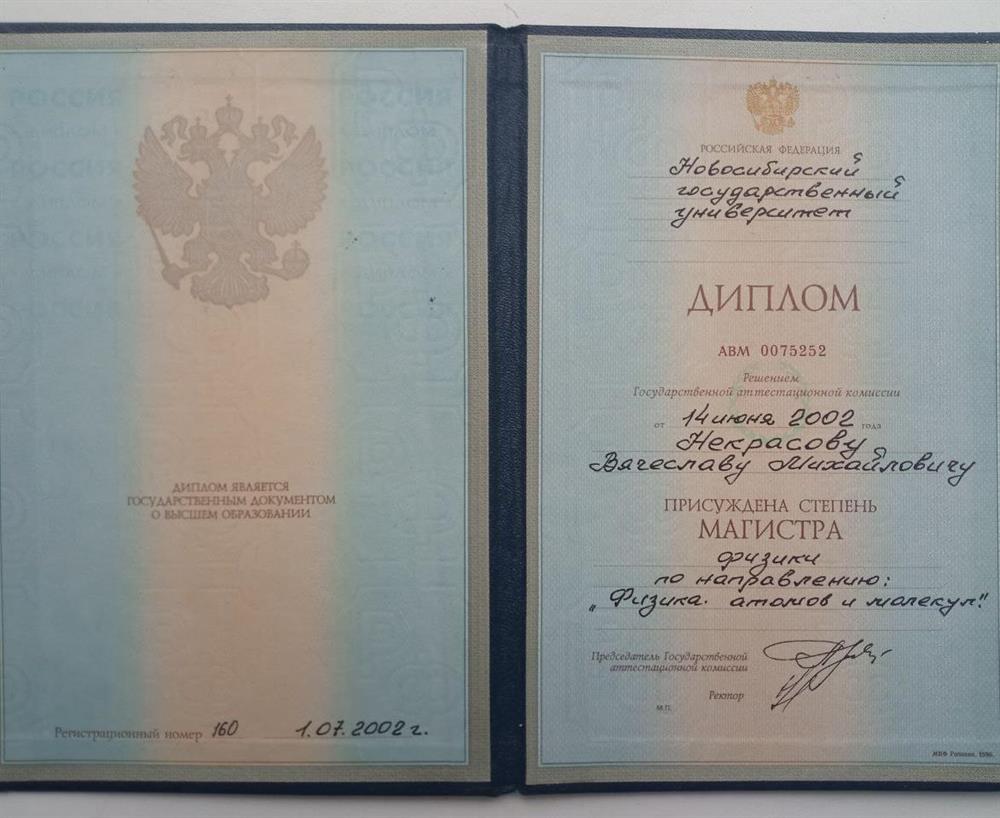 ДИПЛОМ ЯВЛЯЕТСЯ
ГОСУДАРСТВЕННЫМ ДОКУМЕНТОМ
О ВЫСШЕМ ОБРАЗОВАНИИ
Регистрационный номер 160 1.07.2002 г.
РОССИЙСКАЯ ФЕДЕРАЦИЯ
Новосибирский
государственный
университет
ДИПЛОМ
АВМ 0075252
Решением
Государственной аттестационной комиссии
от 14 июня 2002 года
Некрасову
Вячеславу Михайловичу
ПРИСУЖДЕНА СТЕПЕНЬ
МАГИСТРА
физики
по направлению:
„Физика атомов и молекул"
Председатель Государственной
аттестационной комиссии
Ректор
М.П.